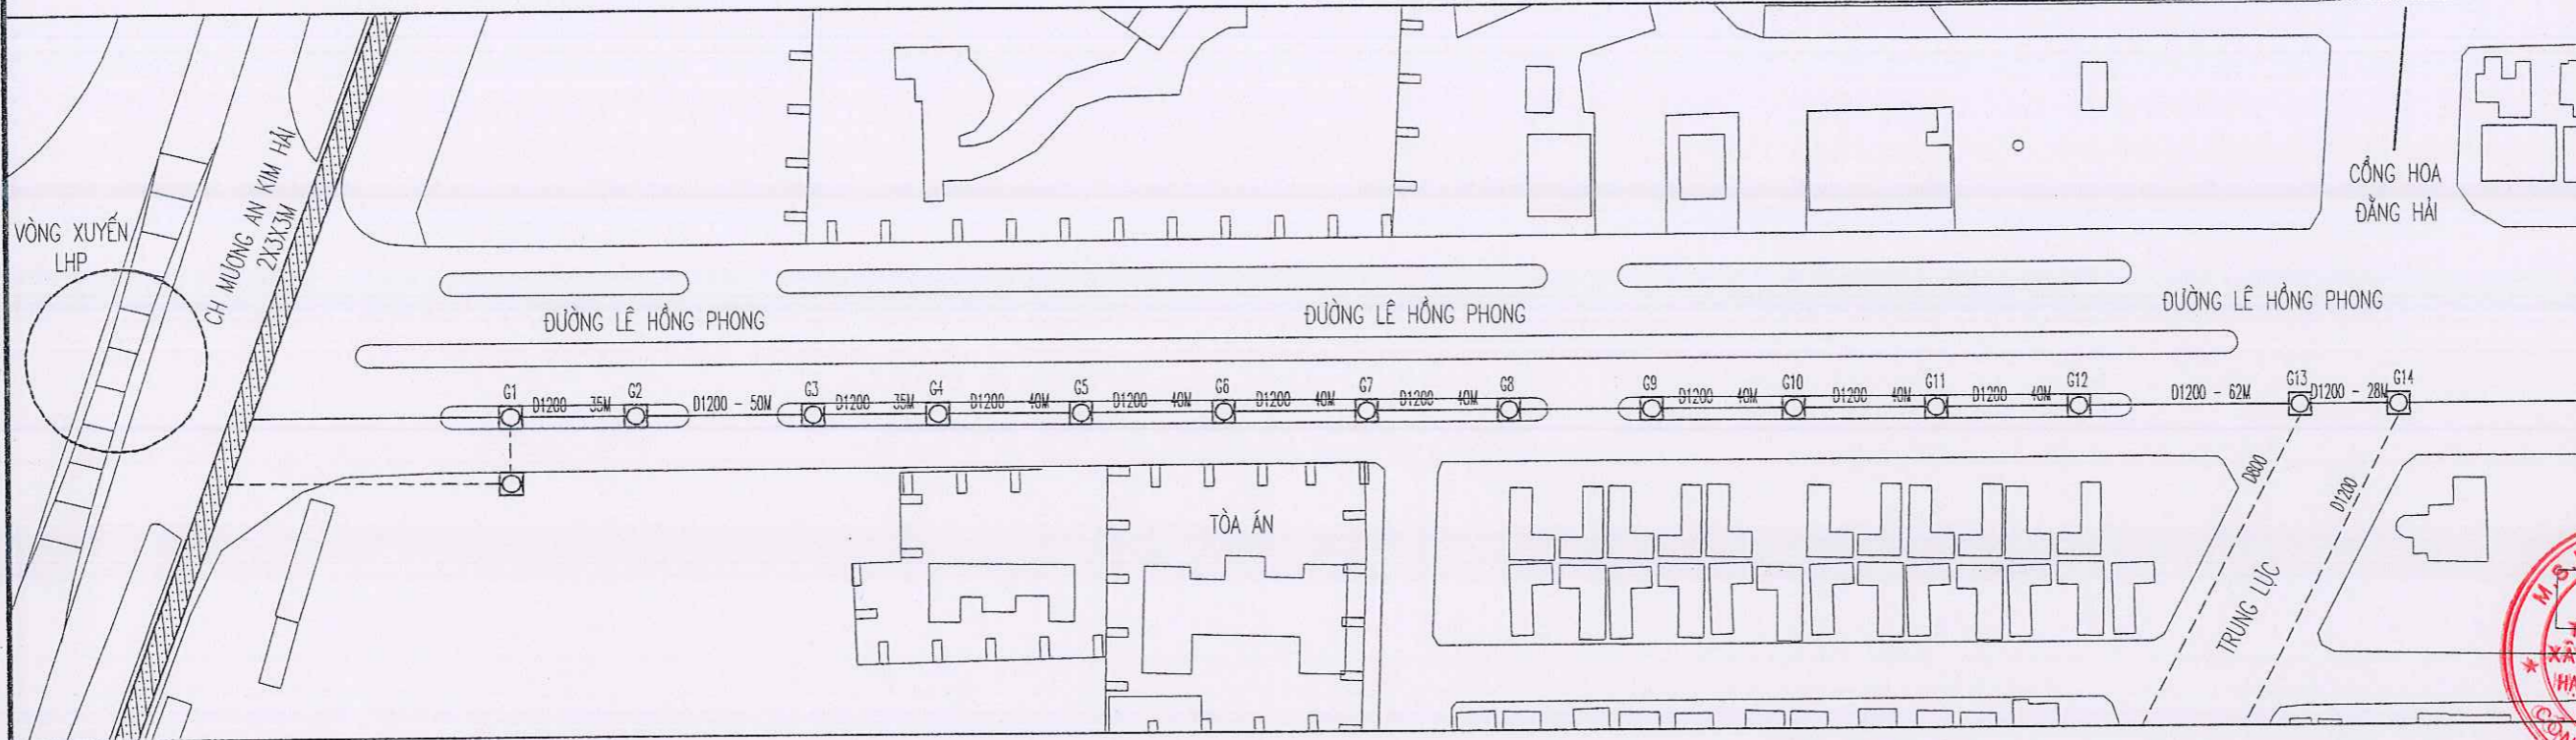 CỔNG HOA
ĐẰNG HẢI
VÒNG XUYẾN
LHP
CH MƯƠNG AN KIM HẢI
2X3X3M
ĐƯỜNG LÊ HỒNG PHONG
ĐƯỜNG LÊ HỒNG PHONG
ĐƯỜNG LÊ HỒNG PHONG
G1 G2 G3 G4 G5 G6 G7 G8 G9 G10 G11 G12 G13 G14
D1200 - 35M D1200 - 50M D1200 - 35M D1200 - 40M D1200 - 40M D1200 - 40M D1200 - 40M D1200 - 40M D1200 - 40M D1200 - 40M D1200 - 62M D1200 - 28M
D800
D1200
TÒA ÁN
TRUNG LỰC
M.S